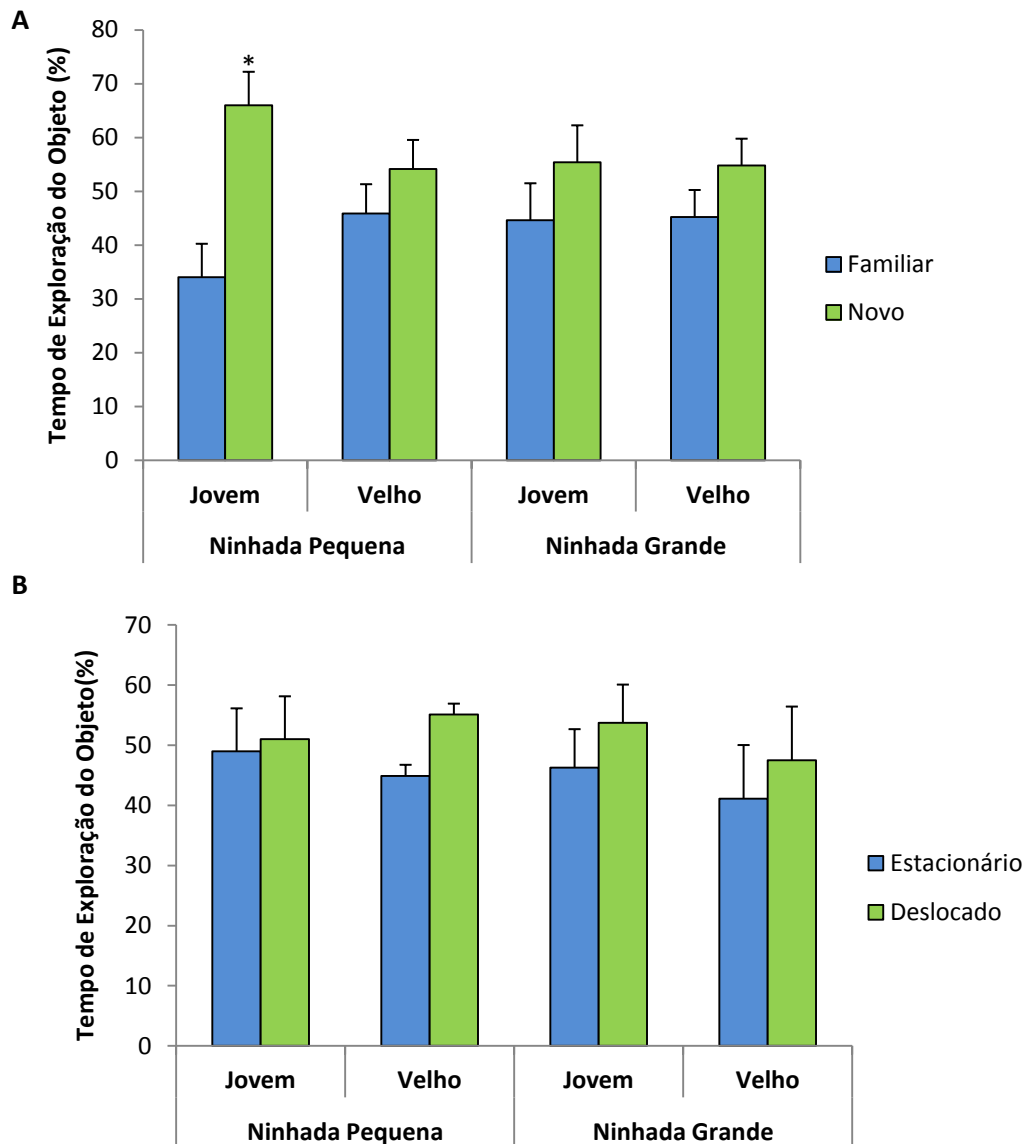 A
Tempo de Exploração do Objeto (%)
80
70
60
50
40
30
20
10
0
*
Familiar
Novo
Jovem Velho Jovem Velho
Ninhada Pequena Ninhada Grande
B
Tempo de Exploração do Objeto(%)
70
60
50
40
30
20
10
0
Estacionário
Deslocado
Jovem Velho Jovem Velho
Ninhada Pequena Ninhada Grande